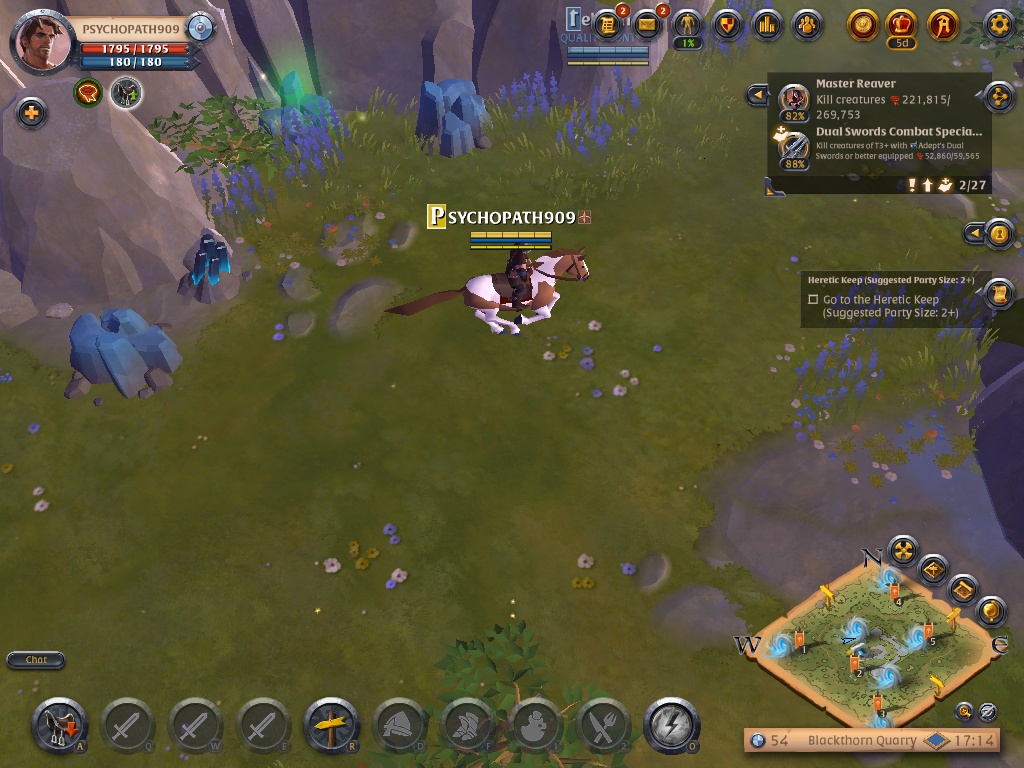 PSYCHOPATH909
1795 / 1795
180 / 180
2
2
1%
5d
Master Reaver
Kill creatures 221,815/
269,753
82%
Dual Swords Combat Specia...
Kill creatures of T3+ with Adept's Dual
Swords or better equipped 52,860/59,565
88%
2/27
PSYCHOPATH909
Heretic Keep (Suggested Party Size: 2+)
Go to the Heretic Keep
(Suggested Party Size: 2+)
N
W
E
4
1
5
2
3
Chat
A
Q
W
E
R
D
F
1
2
O
54 Blackthorn Quarry 17:14